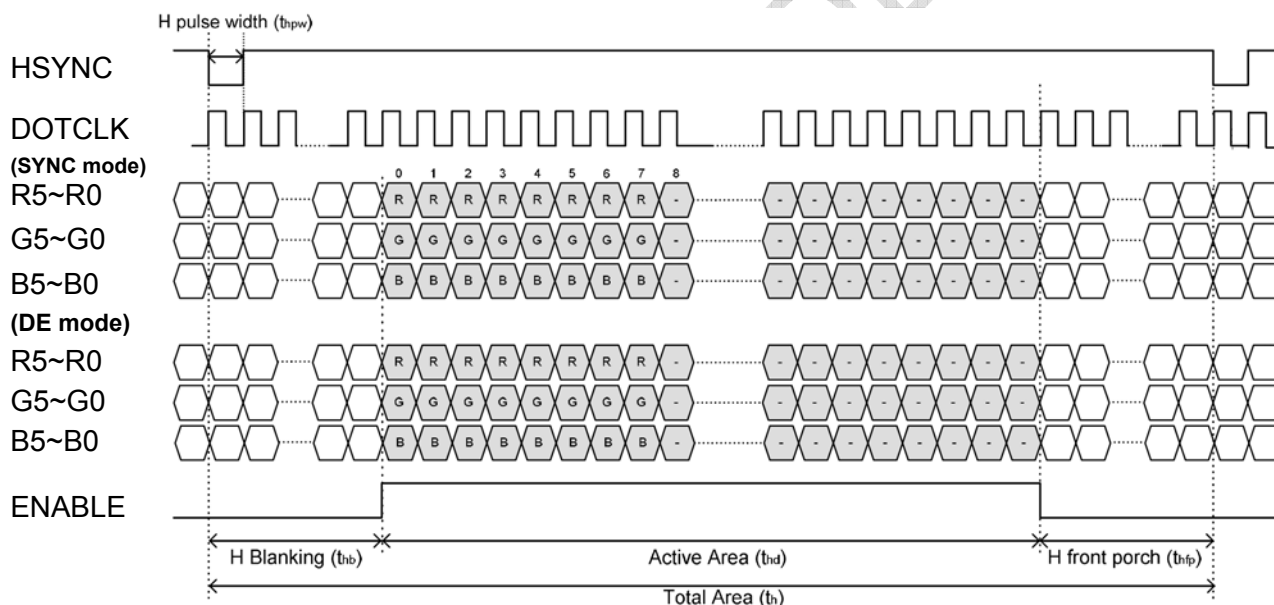 H pulse width (thpw)
HSYNC
DOTCLK
(SYNC mode)
0 1 2 3 4 5 6 7 8
R5~R0 R R R R R R R R - - - - - - - - -
G5~G0 G G G G G G G G - - - - - - - - -
B5~B0 B B B B B B B B - - - - - - - - -
(DE mode)
R5~R0 R R R R R R R R - - - - - - - - -
G5~G0 G G G G G G G G - - - - - - - - -
B5~B0 B B B B B B B B - - - - - - - - -
ENABLE
H Blanking (thb) Active Area (thd) H front porch (thfp)
Total Area (th)